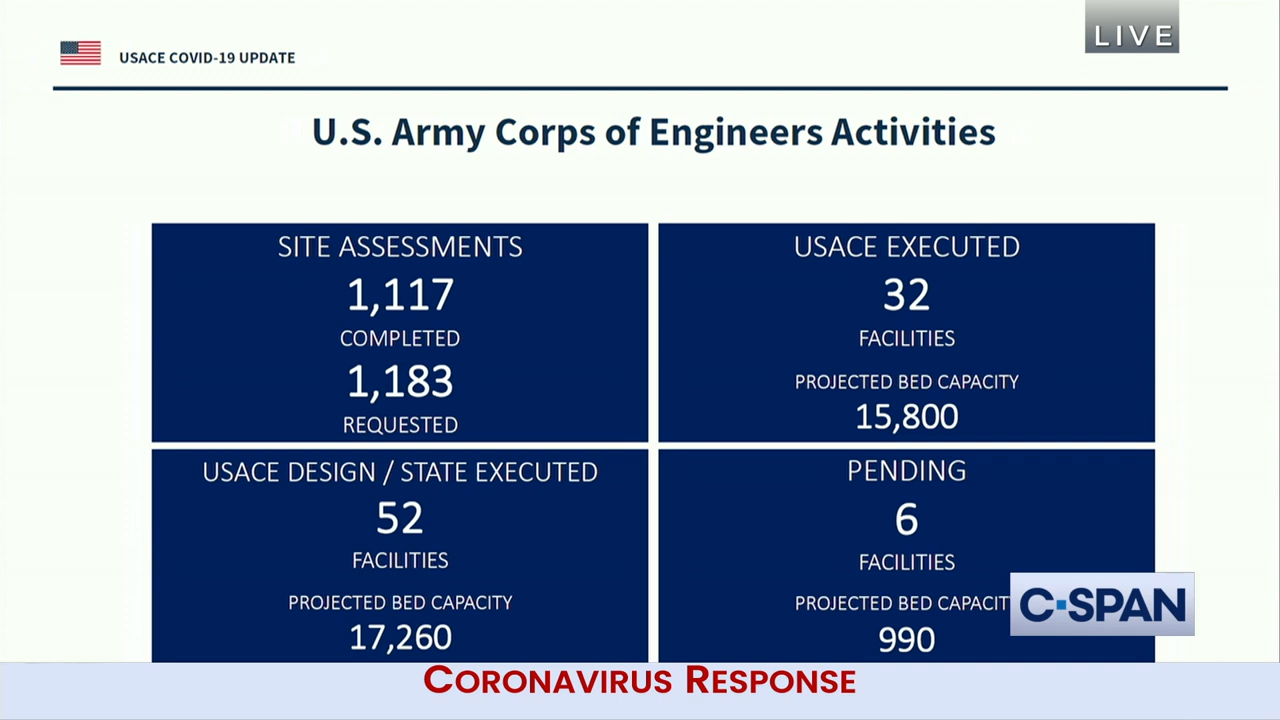 LIVE
USACE COVID-19 UPDATE
U.S. Army Corps of Engineers Activities
SITE ASSESSMENTS
1,117
COMPLETED
1,183
REQUESTED
USACE EXECUTED
32
FACILITIES
PROJECTED BED CAPACITY
15,800
USACE DESIGN / STATE EXECUTED
52
FACILITIES
PROJECTED BED CAPACITY
17,260
PENDING
6
FACILITIES
PROJECTED BED CAPACIT
990
C-SPAN
CORONAVIRUS RESPONSE